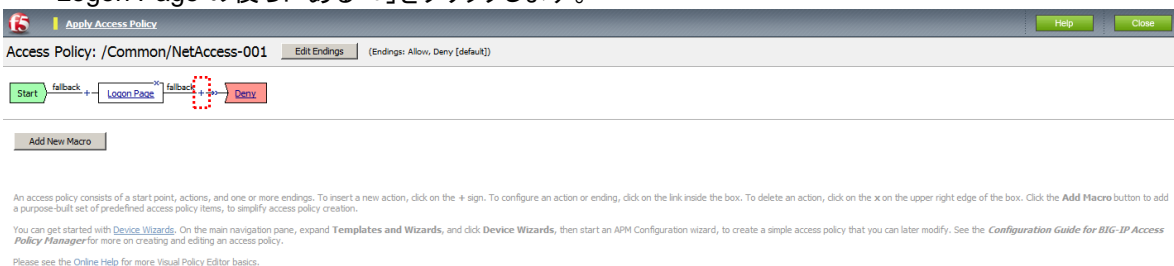 Logon Page の後ろにある「+」をクリックします。
f5 Apply Access Policy Help Close
Access Policy: /Common/NetAccess-001 Edit Endings (Endings: Allow, Deny [default])
Start fallback + Logon Page x fallback + Deny
Add New Macro
An access policy consists of a start point, actions, and one or more endings. To insert a new action, click on the + sign. To configure an action or ending, click on the link inside the box. To delete an action, click on the x on the upper right edge of the box. Click the Add Macro button to add
a purpose-built set of predefined access policy items, to simplify access policy creation.
You can get started with Device Wizards. On the main navigation pane, expand Templates and Wizards, and click Device Wizards, then start an APM Configuration wizard, to create a simple access policy that you can later modify. See the Configuration Guide for BIG-IP Access
Policy Manager for more on creating and editing an access policy.
Please see the Online Help for more Visual Policy Editor basics.